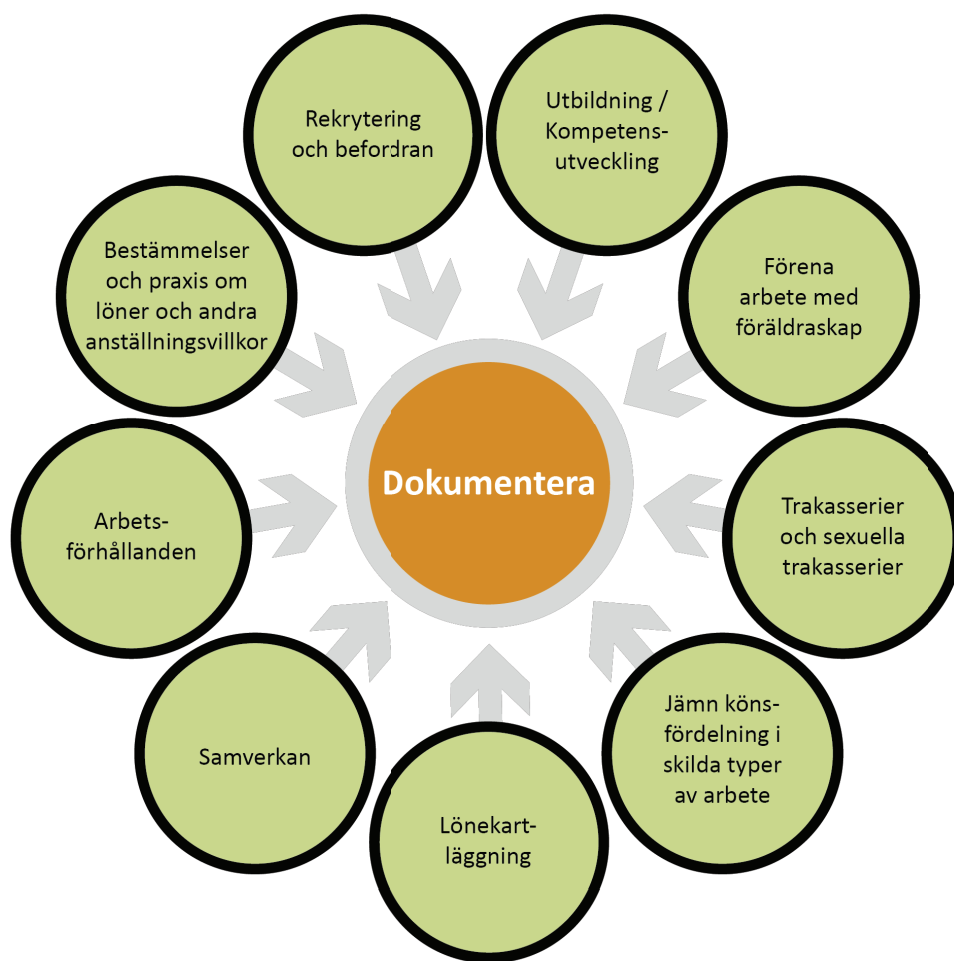 Rekrytering
och befordran
Utbildning /
Kompetens-
utveckling
Förena
arbete med
föräldraskap
Trakasserier
och sexuella
trakasserier
Jämn köns-
fördelning i
skilda typer
av arbete
Lönekart-
läggning
Samverkan
Arbets-
förhållanden
Bestämmelser
och praxis om
löner och andra
anställningsvillkor
Dokumentera